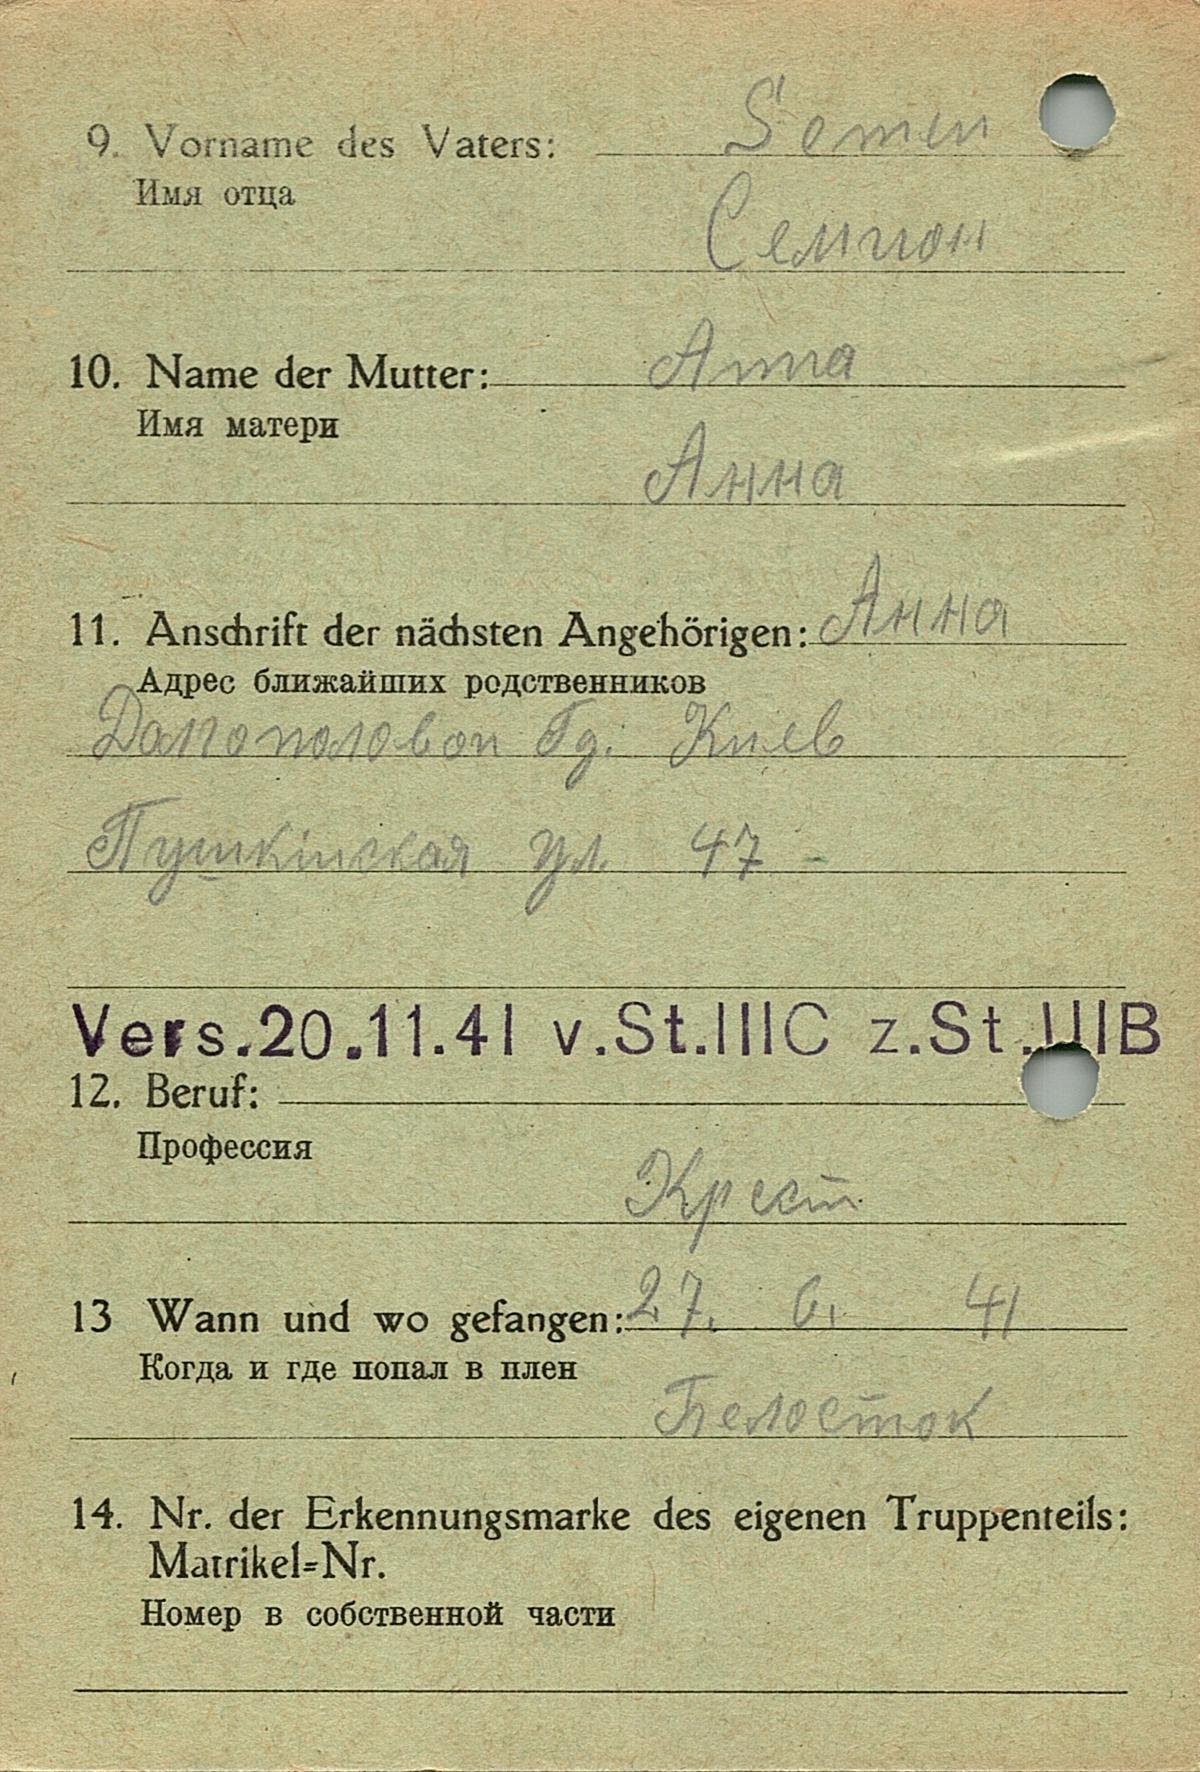 9. Vorname des Vaters: Semen
Имя отца
Семион
10. Name der Mutter: Anna
Имя матери
Анна
11. Anschrift der nächsten Angehörigen: Анна
Адрес ближайших родственников
Гд. Киев
Пушкинская ул. 47
Vers.20.11.41 v.St.IIIC z.St.IIIB
12. Beruf:
Профессия
Крест
13 Wann und wo gefangen: 27. 6. 41
Когда и где попал в плен
Белосток
14. Nr. der Erkennungsmarke des eigenen Truppenteils:
Matrikel=Nr.
Номер в собственной части